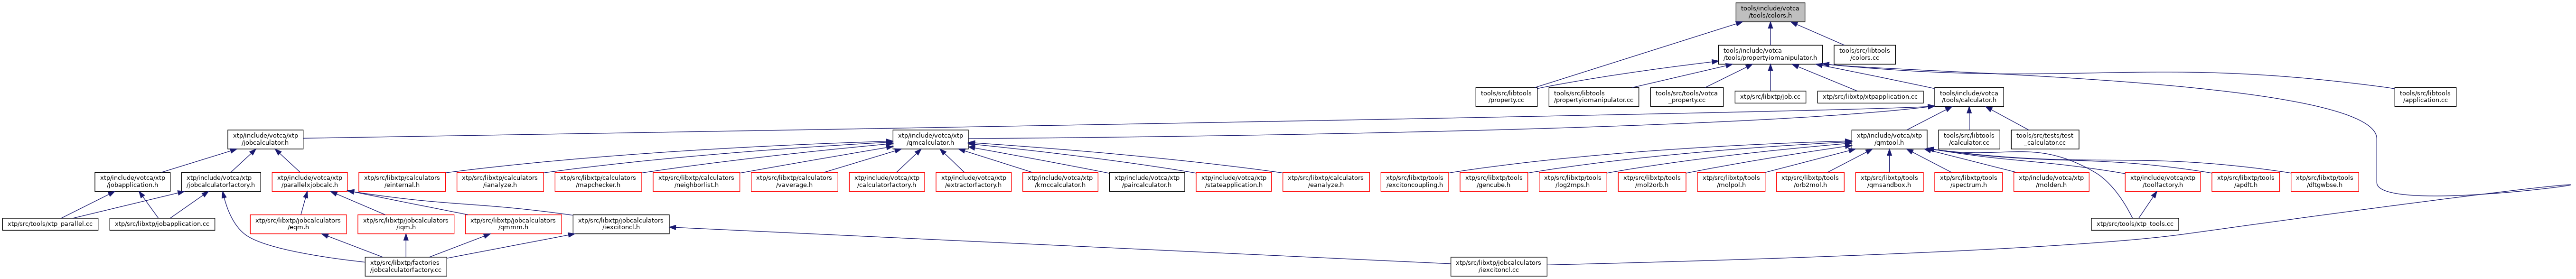 tools/include/votca
/tools/colors.h
tools/include/votca
/tools/propertyiomanipulator.h
tools/src/libtools
/colors.cc
tools/src/libtools
/property.cc
tools/src/libtools
/propertyiomanipulator.cc
tools/src/tools/votca
_property.cc
xtp/src/libxtp/job.cc
xtp/src/libxtp/xtpapplication.cc
tools/include/votca
/tools/calculator.h
tools/src/libtools
/application.cc
xtp/include/votca/xtp
/jobcalculator.h
xtp/include/votca/xtp
/qmcalculator.h
xtp/include/votca/xtp
/qmtool.h
tools/src/libtools
/calculator.cc
tools/src/tests/test
_calculator.cc
xtp/include/votca/xtp
/jobapplication.h
xtp/include/votca/xtp
/jobcalculatorfactory.h
xtp/include/votca/xtp
/parallelxjobcalc.h
xtp/src/libxtp/calculators
/einternal.h
xtp/src/libxtp/calculators
/ianalyze.h
xtp/src/libxtp/calculators
/mapchecker.h
xtp/src/libxtp/calculators
/neighborlist.h
xtp/src/libxtp/calculators
/vaverage.h
xtp/include/votca/xtp
/calculatorfactory.h
xtp/include/votca/xtp
/extractorfactory.h
xtp/include/votca/xtp
/kmccalculator.h
xtp/include/votca/xtp
/paircalculator.h
xtp/include/votca/xtp
/stateapplication.h
xtp/src/libxtp/calculators
/eanalyze.h
xtp/src/libxtp/tools
/excitoncoupling.h
xtp/src/libxtp/tools
/gencube.h
xtp/src/libxtp/tools
/log2mps.h
xtp/src/libxtp/tools
/mol2orb.h
xtp/src/libxtp/tools
/molpol.h
xtp/src/libxtp/tools
/orb2mol.h
xtp/src/libxtp/tools
/qmsandbox.h
xtp/src/libxtp/tools
/spectrum.h
xtp/include/votca/xtp
/molden.h
xtp/include/votca/xtp
/toolfactory.h
xtp/src/libxtp/tools
/apdft.h
xtp/src/libxtp/tools
/dftgwbse.h
xtp/src/tools/xtp_parallel.cc
xtp/src/libxtp/jobapplication.cc
xtp/src/libxtp/jobcalculators
/eqm.h
xtp/src/libxtp/jobcalculators
/iqm.h
xtp/src/libxtp/jobcalculators
/qmmm.h
xtp/src/libxtp/jobcalculators
/iexcitoncl.h
xtp/src/tools/xtp_tools.cc
xtp/src/libxtp/factories
/jobcalculatorfactory.cc
xtp/src/libxtp/jobcalculators
/iexcitoncl.cc